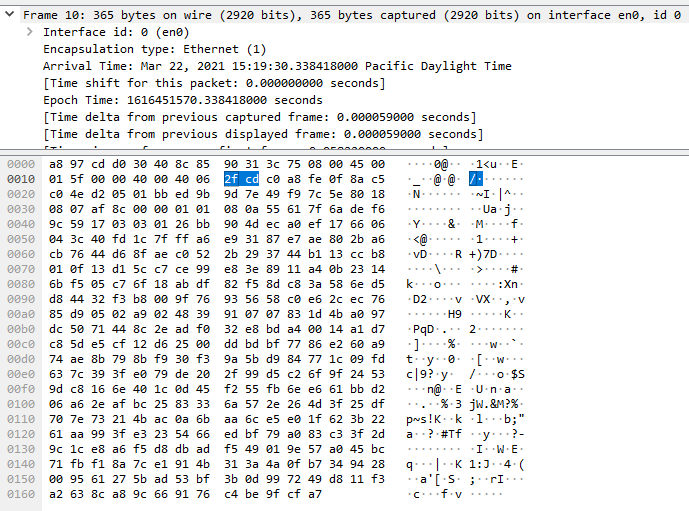 Frame 10: 365 bytes on wire (2920 bits), 365 bytes captured (2920 bits) on interface en0, id 0
Interface id: 0 (en0)
Encapsulation type: Ethernet (1)
Arrival Time: Mar 22, 2021 15:19:30.338418000 Pacific Daylight Time
[Time shift for this packet: 0.000000000 seconds]
Epoch Time: 1616451570.338418000 seconds
[Time delta from previous captured frame: 0.000059000 seconds]
[Time delta from previous displayed frame: 0.000059000 seconds]
0000 a8 97 cd d0 30 40 8c 85 90 31 3c 75 08 00 45 00 ····0@·· ·1<u··E·
0010 01 5f 00 00 40 00 40 06 2f cd c0 a8 fe 0f 8a c5 ·_··@·@· /·······
0020 c0 4e d2 05 01 bb ed 9b 9d 7e 49 f9 7c 5e 80 18 ·N······ ·~I·|^··
0030 08 07 af 8c 00 00 01 01 08 0a 55 61 7f 6a de f6 ········ ··Ua·j··
0040 9c 59 17 03 03 01 26 bb 90 4d ec a0 ef 17 66 06 ·Y····&· ·M····f·
0050 04 3c 40 fd 1c 7f ff a6 e9 31 87 e7 ae 80 2b a6 ·<@····· ·1····+·
0060 cb 76 44 d6 8f ae c0 52 2b 29 37 44 b1 13 cc b8 ·vD····R +)7D····
0070 01 0f 13 d1 5c c7 ce 99 e8 3e 89 11 a4 0b 23 14 ····\··· ·>····#·
0080 6b f5 05 c7 6f 18 ab df 82 f5 8d c8 3a 58 6e d5 k···o··· ····:Xn·
0090 d8 44 32 f3 b8 00 9f 76 93 56 58 c0 e6 2c ec 76 ·D2····v ·VX··,·v
00a0 85 d9 05 02 a9 02 48 39 91 07 07 83 1d 4b a0 97 ······H9 ·····K··
00b0 dc 50 71 44 8c 2e ad f0 32 e8 bd a4 00 14 a1 d7 ·PqD·.·· 2·······
00c0 c8 5d e5 cf 12 d6 25 00 dd bd bf 77 86 e2 60 a9 ·]····%· ···w··`·
00d0 74 ae 8b 79 8b f9 30 f3 9a 5b d9 84 77 1c 09 fd t··y··0· ·[··w···
00e0 63 7c 39 3f e0 79 de 20 2f 99 d5 c2 6f 9f 24 53 c|9?·y·  /···o·$S
00f0 9d c8 16 6e 40 1c 0d 45 f2 55 fb 6e e6 61 bb d2 ···n@··E ·U·n·a··
0100 06 a6 2e af bc 25 83 33 6a 57 2e 26 4d 3f 25 df ··.··%·3 jW.&M?%·
0110 70 7e 73 21 4b ac 0a 6b aa 6c e5 e0 1f 62 3b 22 p~s!K··k ·l···b;"
0120 61 aa 99 3f e3 23 54 66 ed bf 79 a0 83 c3 3f 2d a··?·#Tf ··y···?-
0130 9c 1c e8 a6 f5 d8 db ad f5 49 01 9e 57 a0 45 bc ········ ·I··W·E·
0140 71 fb f1 8a 7c e1 91 4b 31 3a 4a 0f b7 34 94 28 q···|··K 1:J··4·(
0150 00 95 61 27 5b ad 53 bf 3b 0d 99 72 49 d8 11 f3 ··a'[·S· ;··rI···
0160 a2 63 8c a8 9c 66 91 76 c4 be 9f cf a7 ·c···f·v ·····